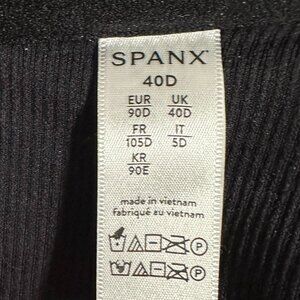 SPANX
40D
EUR UK
90D 40D
FR IT
105D 5D
KR
90E
made in vietnam
fabriqué au vietnam